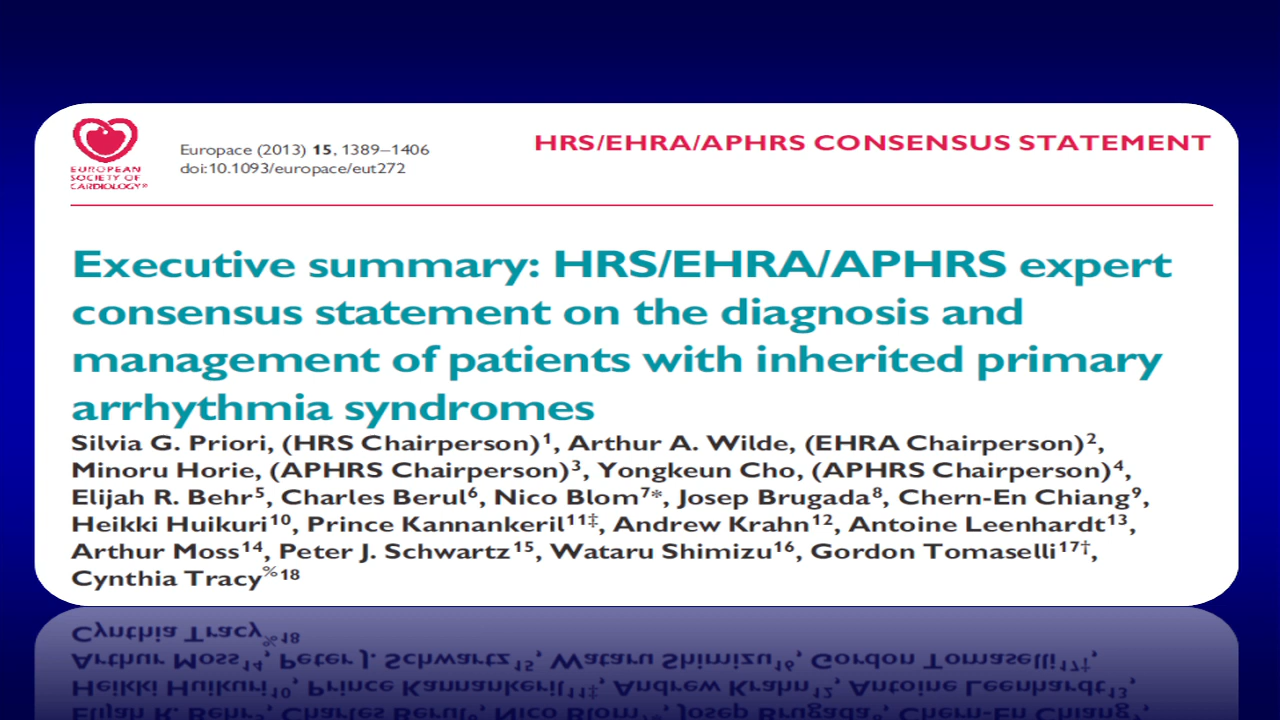 EUROPEAN
SOCIETY OF
CARDIOLOGY®
Europace (2013) 15, 1389–1406
doi:10.1093/europace/eut272
HRS/EHRA/APHRS CONSENSUS STATEMENT
Executive summary: HRS/EHRA/APHRS expert
consensus statement on the diagnosis and
management of patients with inherited primary
arrhythmia syndromes
Silvia G. Priori, (HRS Chairperson)1, Arthur A. Wilde, (EHRA Chairperson)2,
Minoru Horie, (APHRS Chairperson)3, Yongkeun Cho, (APHRS Chairperson)4,
Elijah R. Behr5, Charles Berul6, Nico Blom7*, Josep Brugada8, Chern-En Chiang9,
Heikki Huikuri10, Prince Kannankeril11‡, Andrew Krahn12, Antoine Leenhardt13,
Arthur Moss14, Peter J. Schwartz15, Wataru Shimizu16, Gordon Tomaselli17†,
Cynthia Tracy%18